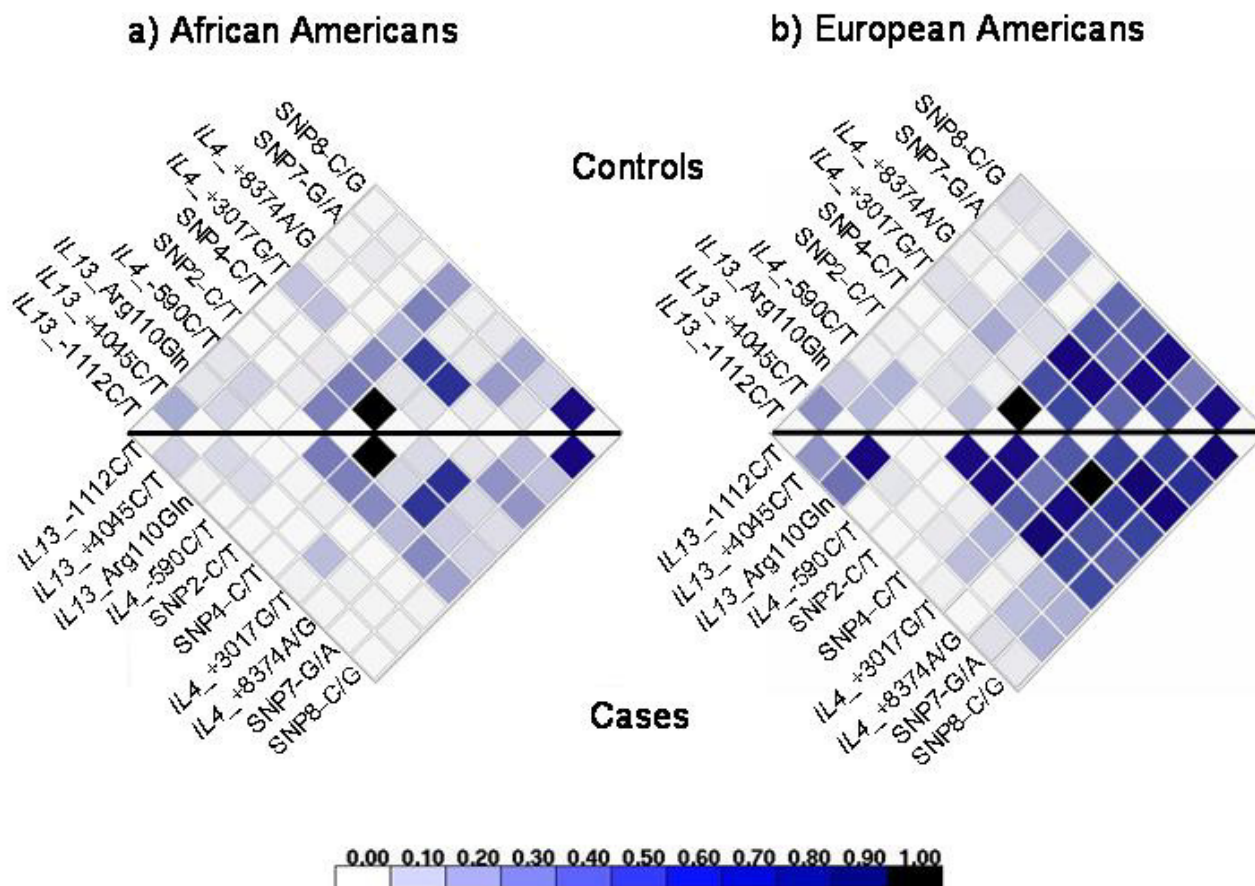 a) African Americans
b) European Americans
Controls
SNP8-C/G
SNP7-G/A
IL4_+8374A/G
IL4_+3017G/T
SNP4-C/T
SNP2-C/T
IL4_-590C/T
IL13_Arg110Gln
IL13_+4045C/T
IL13_-1112C/T
SNP8-C/G
SNP7-G/A
IL4_+8374A/G
IL4_+3017G/T
SNP4-C/T
SNP2-C/T
IL4_-590C/T
IL13_Arg110Gln
IL13_+4045C/T
IL13_-1112C/T
IL13_-1112C/T
IL13_+4045C/T
IL13_Arg110Gln
IL4_-590C/T
SNP2-C/T
SNP4-C/T
IL4_+3017G/T
IL4_+8374A/G
SNP7-G/A
SNP8-C/G
IL13_-1112C/T
IL13_+4045C/T
IL13_Arg110Gln
IL4_-590C/T
SNP2-C/T
SNP4-C/T
IL4_+3017G/T
IL4_+8374A/G
SNP7-G/A
SNP8-C/G
Cases
0.00 0.10 0.20 0.30 0.40 0.50 0.60 0.70 0.80 0.90 1.00